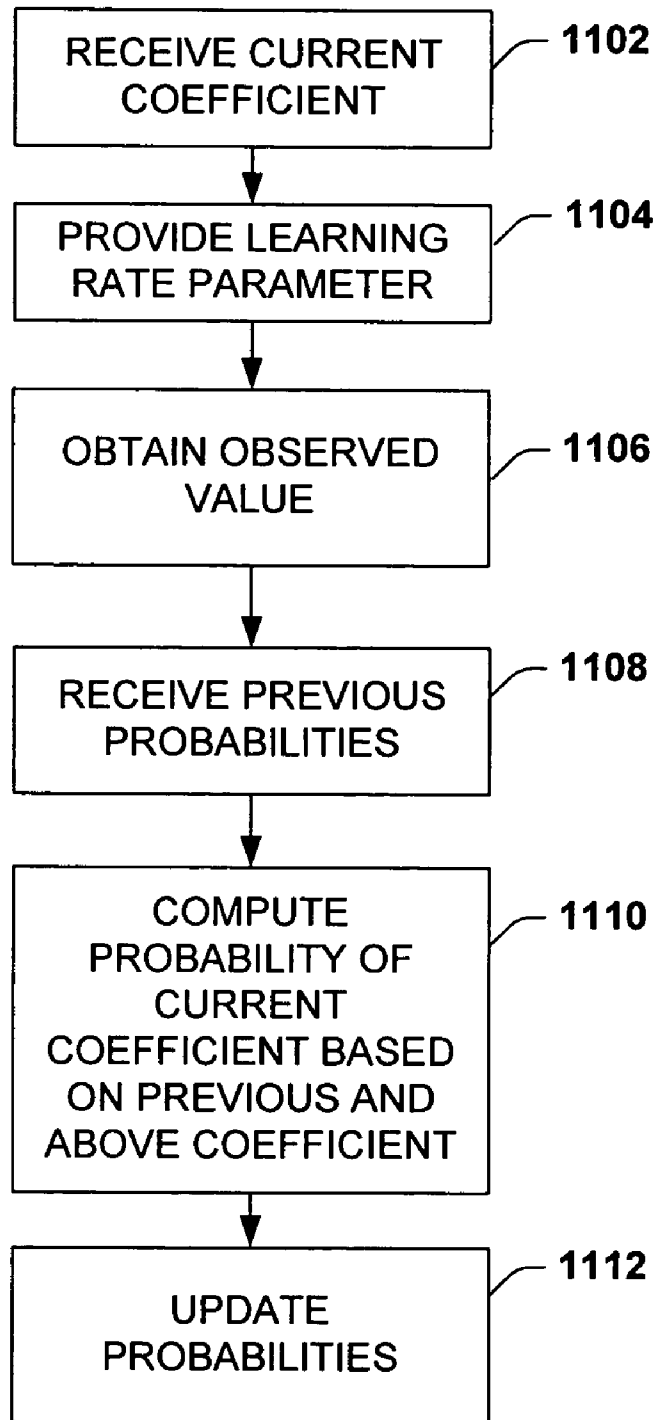 RECEIVE CURRENT
COEFFICIENT
1102
PROVIDE LEARNING
RATE PARAMETER
1104
OBTAIN OBSERVED
VALUE
1106
RECEIVE PREVIOUS
PROBABILITIES
1108
COMPUTE
PROBABILITY OF
CURRENT
COEFFICIENT BASED
ON PREVIOUS AND
ABOVE COEFFICIENT
1110
UPDATE
PROBABILITIES
1112